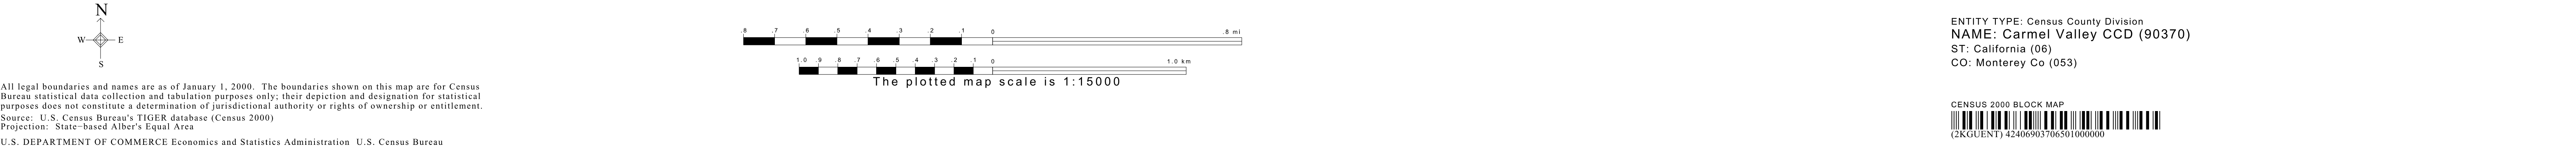 N
W E
S
All legal boundaries and names are as of January 1, 2000.  The boundaries shown on this map are for Census
Bureau statistical data collection and tabulation purposes only; their depiction and designation for statistical
purposes does not constitute a determination of jurisdictional authority or rights of ownership or entitlement.
Source:  U.S. Census Bureau's TIGER database (Census 2000)
Projection:  State−based Alber's Equal Area
U.S. DEPARTMENT OF COMMERCE Economics and Statistics Administration  U.S. Census Bureau
.8 .7 .6 .5 .4 .3 .2 .1 0 .8 mi
1.0 .9 .8 .7 .6 .5 .4 .3 .2 .1 0 1.0 km
The plotted map scale is 1:15000
ENTITY TYPE: Census County Division
NAME: Carmel Valley CCD (90370)
ST: California (06)
CO: Monterey Co (053)
CENSUS 2000 BLOCK MAP
(2KGUENT) 42406903706501000000